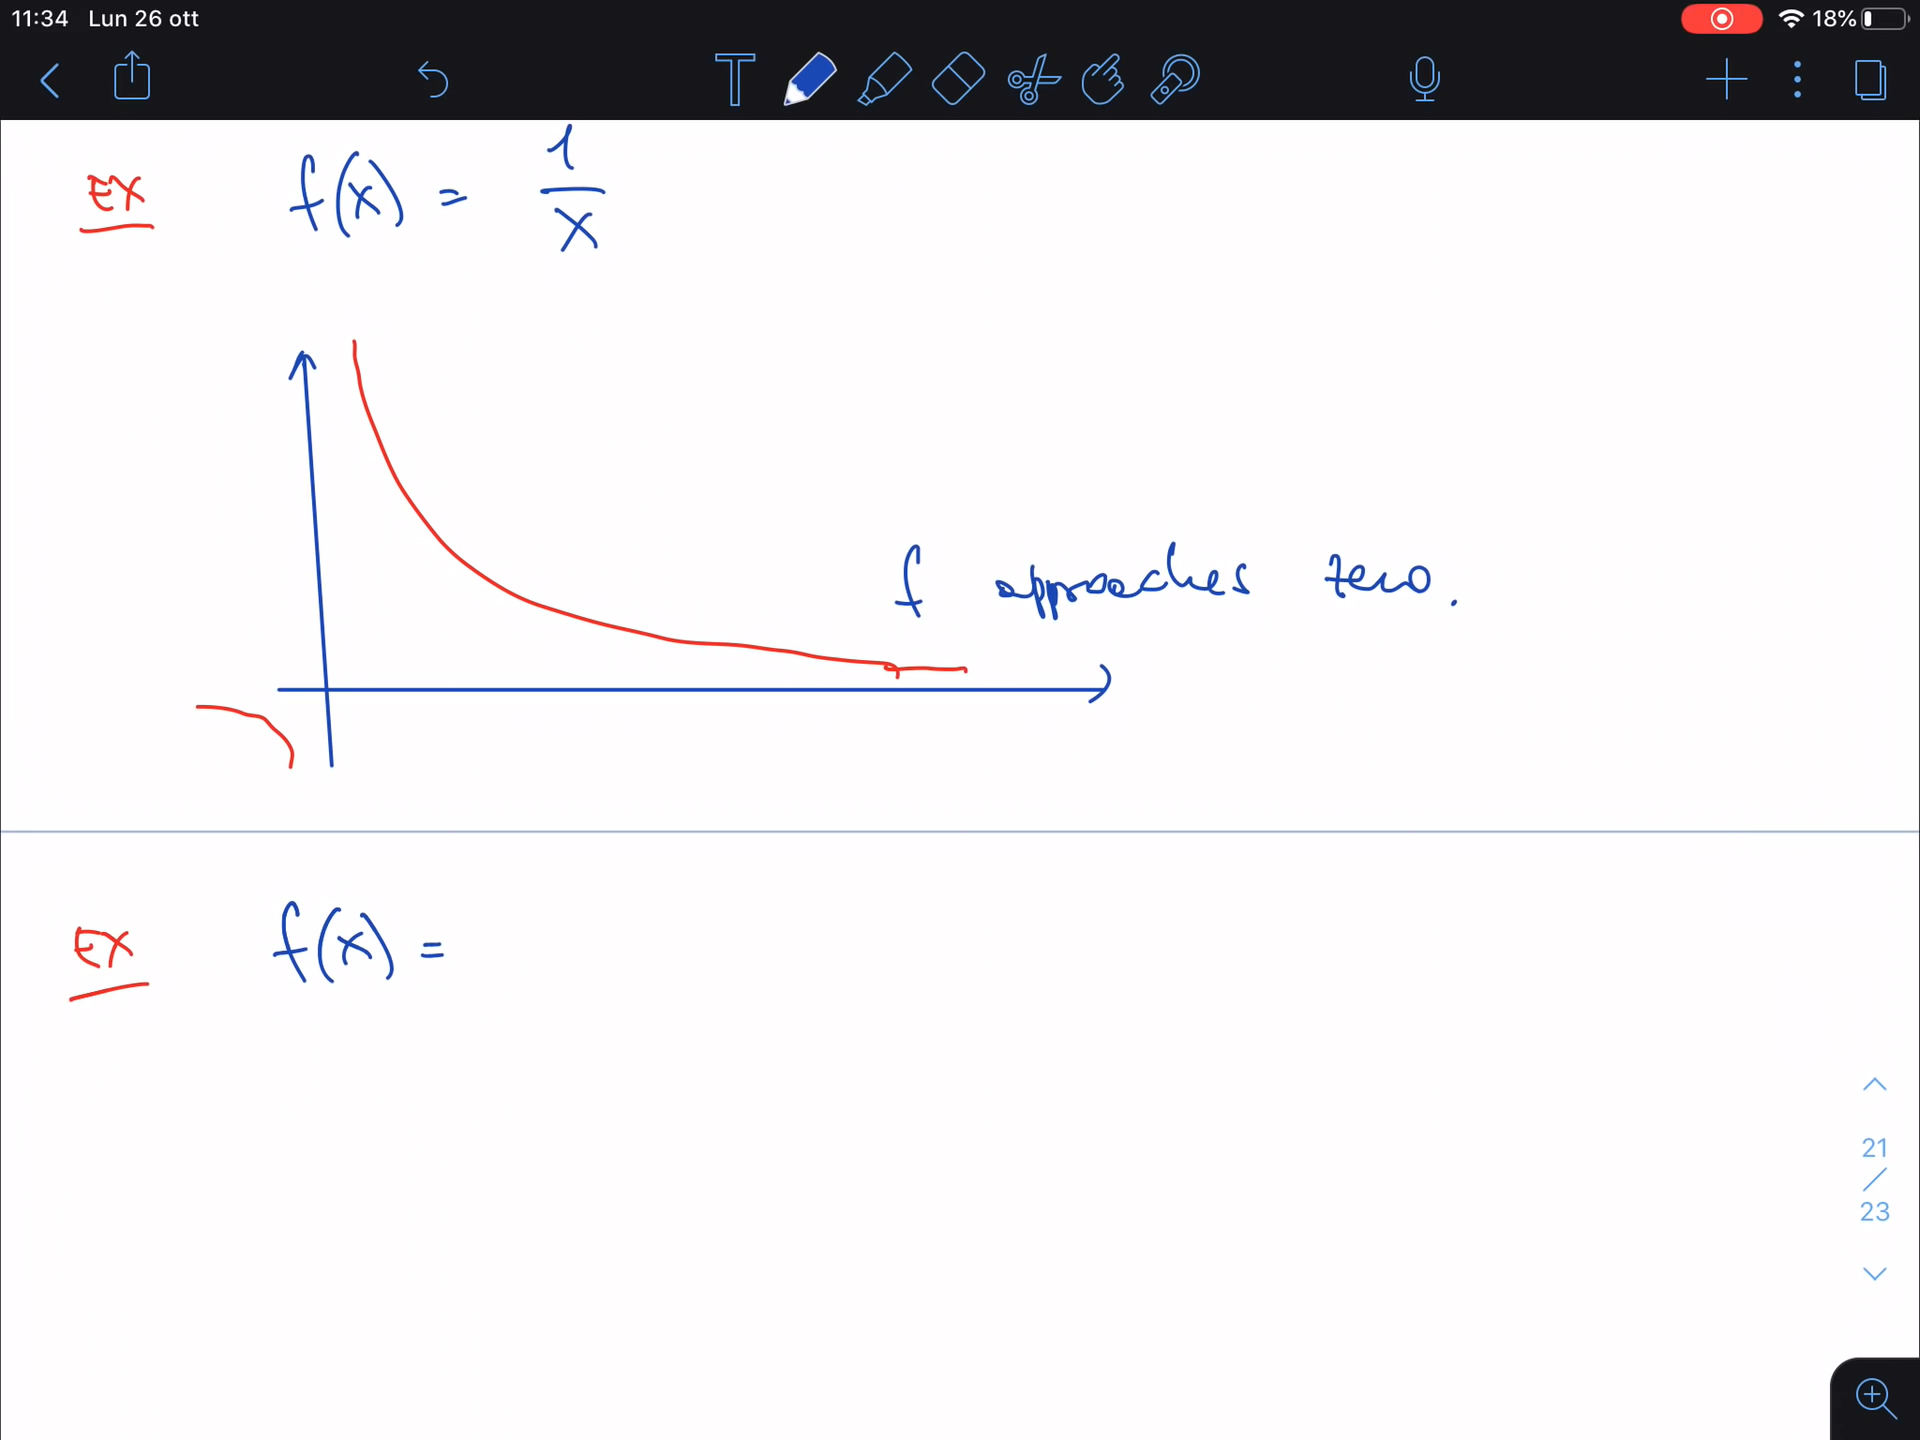 11:34 Lun 26 ott 18%
EX f(x) = 1/x
f approaches zero.
EX f(x) =
21
/
23